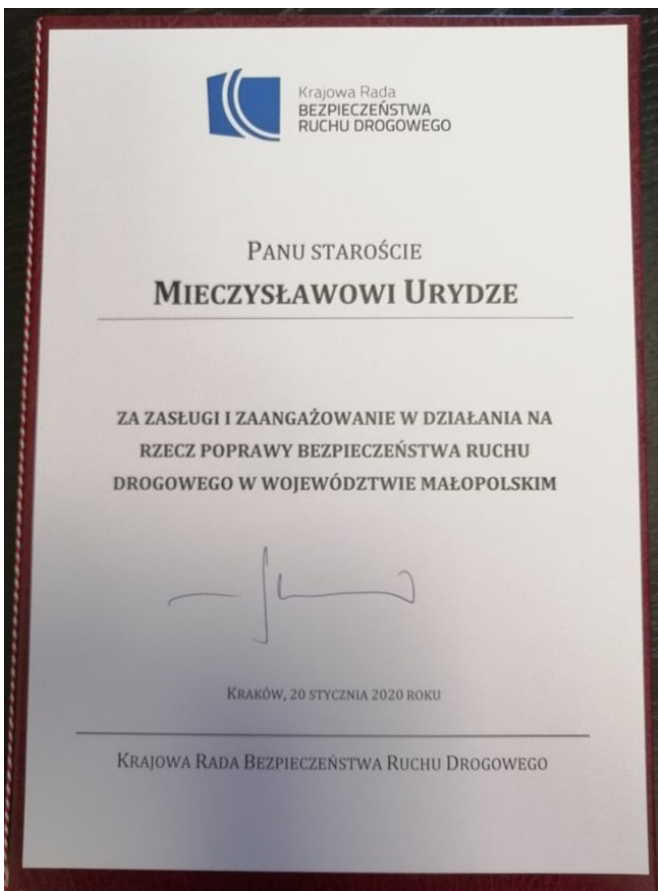 Krajowa Rada
BEZPIECZEŃSTWA
RUCHU DROGOWEGO
PANU STAROŚCIE
MIECZYSŁAWOWI URYDZE
ZA ZASŁUGI I ZAANGAŻOWANIE W DZIAŁANIA NA
RZECZ POPRAWY BEZPIECZEŃSTWA RUCHU
DROGOWEGO W WOJEWÓDZTWIE MAŁOPOLSKIM
KRAKÓW, 20 STYCZNIA 2020 ROKU
KRAJOWA RADA BEZPIECZEŃSTWA RUCHU DROGOWEGO